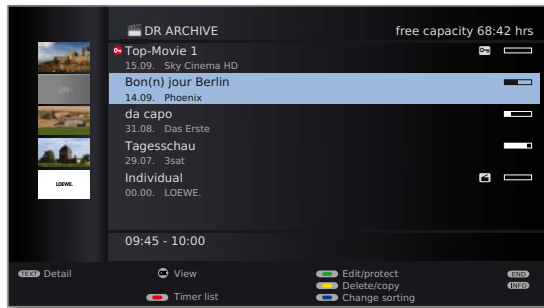 DR ARCHIVE free capacity 68:42 hrs
Top-Movie 1
15.09. Sky Cinema HD
Bon(n) jour Berlin
14.09. Phoenix
da capo
31.08. Das Erste
Tagesschau
29.07. 3sat
Individual
00.00. LOEWE.
DR+
LOEWE.
09:45 - 10:00
TEXT Detail OK View Edit/protect END
Delete/copy INFO
Timer list Change sorting